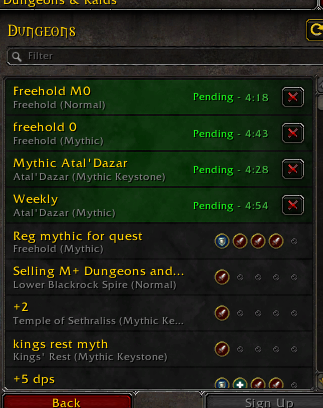 Dungeons & Raids
Dungeons
Filter
Freehold M0
Freehold (Normal)
Pending - 4:18
freehold 0
Freehold (Mythic)
Pending - 4:43
Mythic Atal'Dazar
Atal'Dazar (Mythic Keystone)
Pending - 4:28
Weekly
Atal'Dazar (Mythic)
Pending - 4:54
Reg mythic for quest
Freehold (Mythic)
Selling M+ Dungeons and...
Lower Blackrock Spire (Normal)
+2
Temple of Sethraliss (Mythic Ke...
kings rest myth
Kings' Rest (Mythic Keystone)
+5 dps
Back
Sign Up